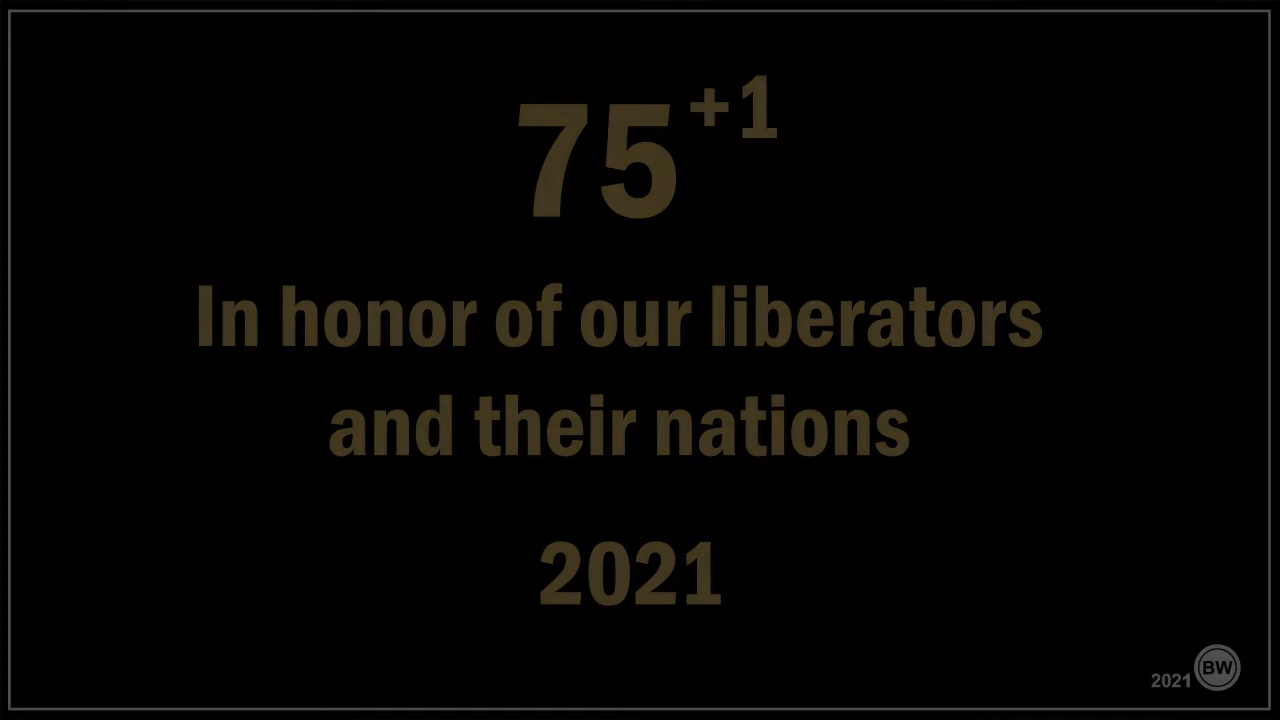 75+1
In honor of our liberators
and their nations
2021
2021 BW